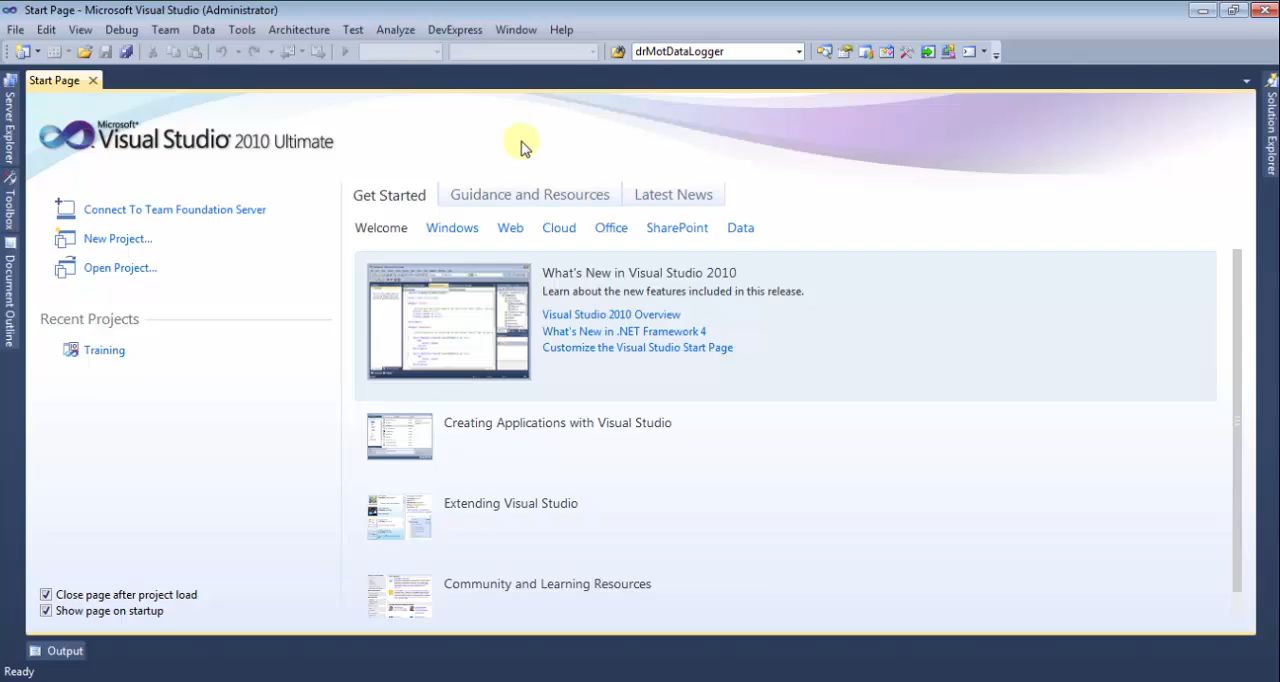 Start Page - Microsoft Visual Studio (Administrator)
File Edit View Debug Team Data Tools Architecture Test Analyze DevExpress Window Help
drMotDataLogger
Start Page
Server Explorer
Toolbox
Document Outline
Solution Explorer
Microsoft
Visual Studio 2010 Ultimate
Connect To Team Foundation Server
New Project...
Open Project...
Recent Projects
Training
Close page after project load
Show page on startup
Get Started Guidance and Resources Latest News
Welcome Windows Web Cloud Office SharePoint Data
What's New in Visual Studio 2010
Learn about the new features included in this release.
Visual Studio 2010 Overview
What's New in .NET Framework 4
Customize the Visual Studio Start Page
Creating Applications with Visual Studio
Extending Visual Studio
Community and Learning Resources
Output
Ready